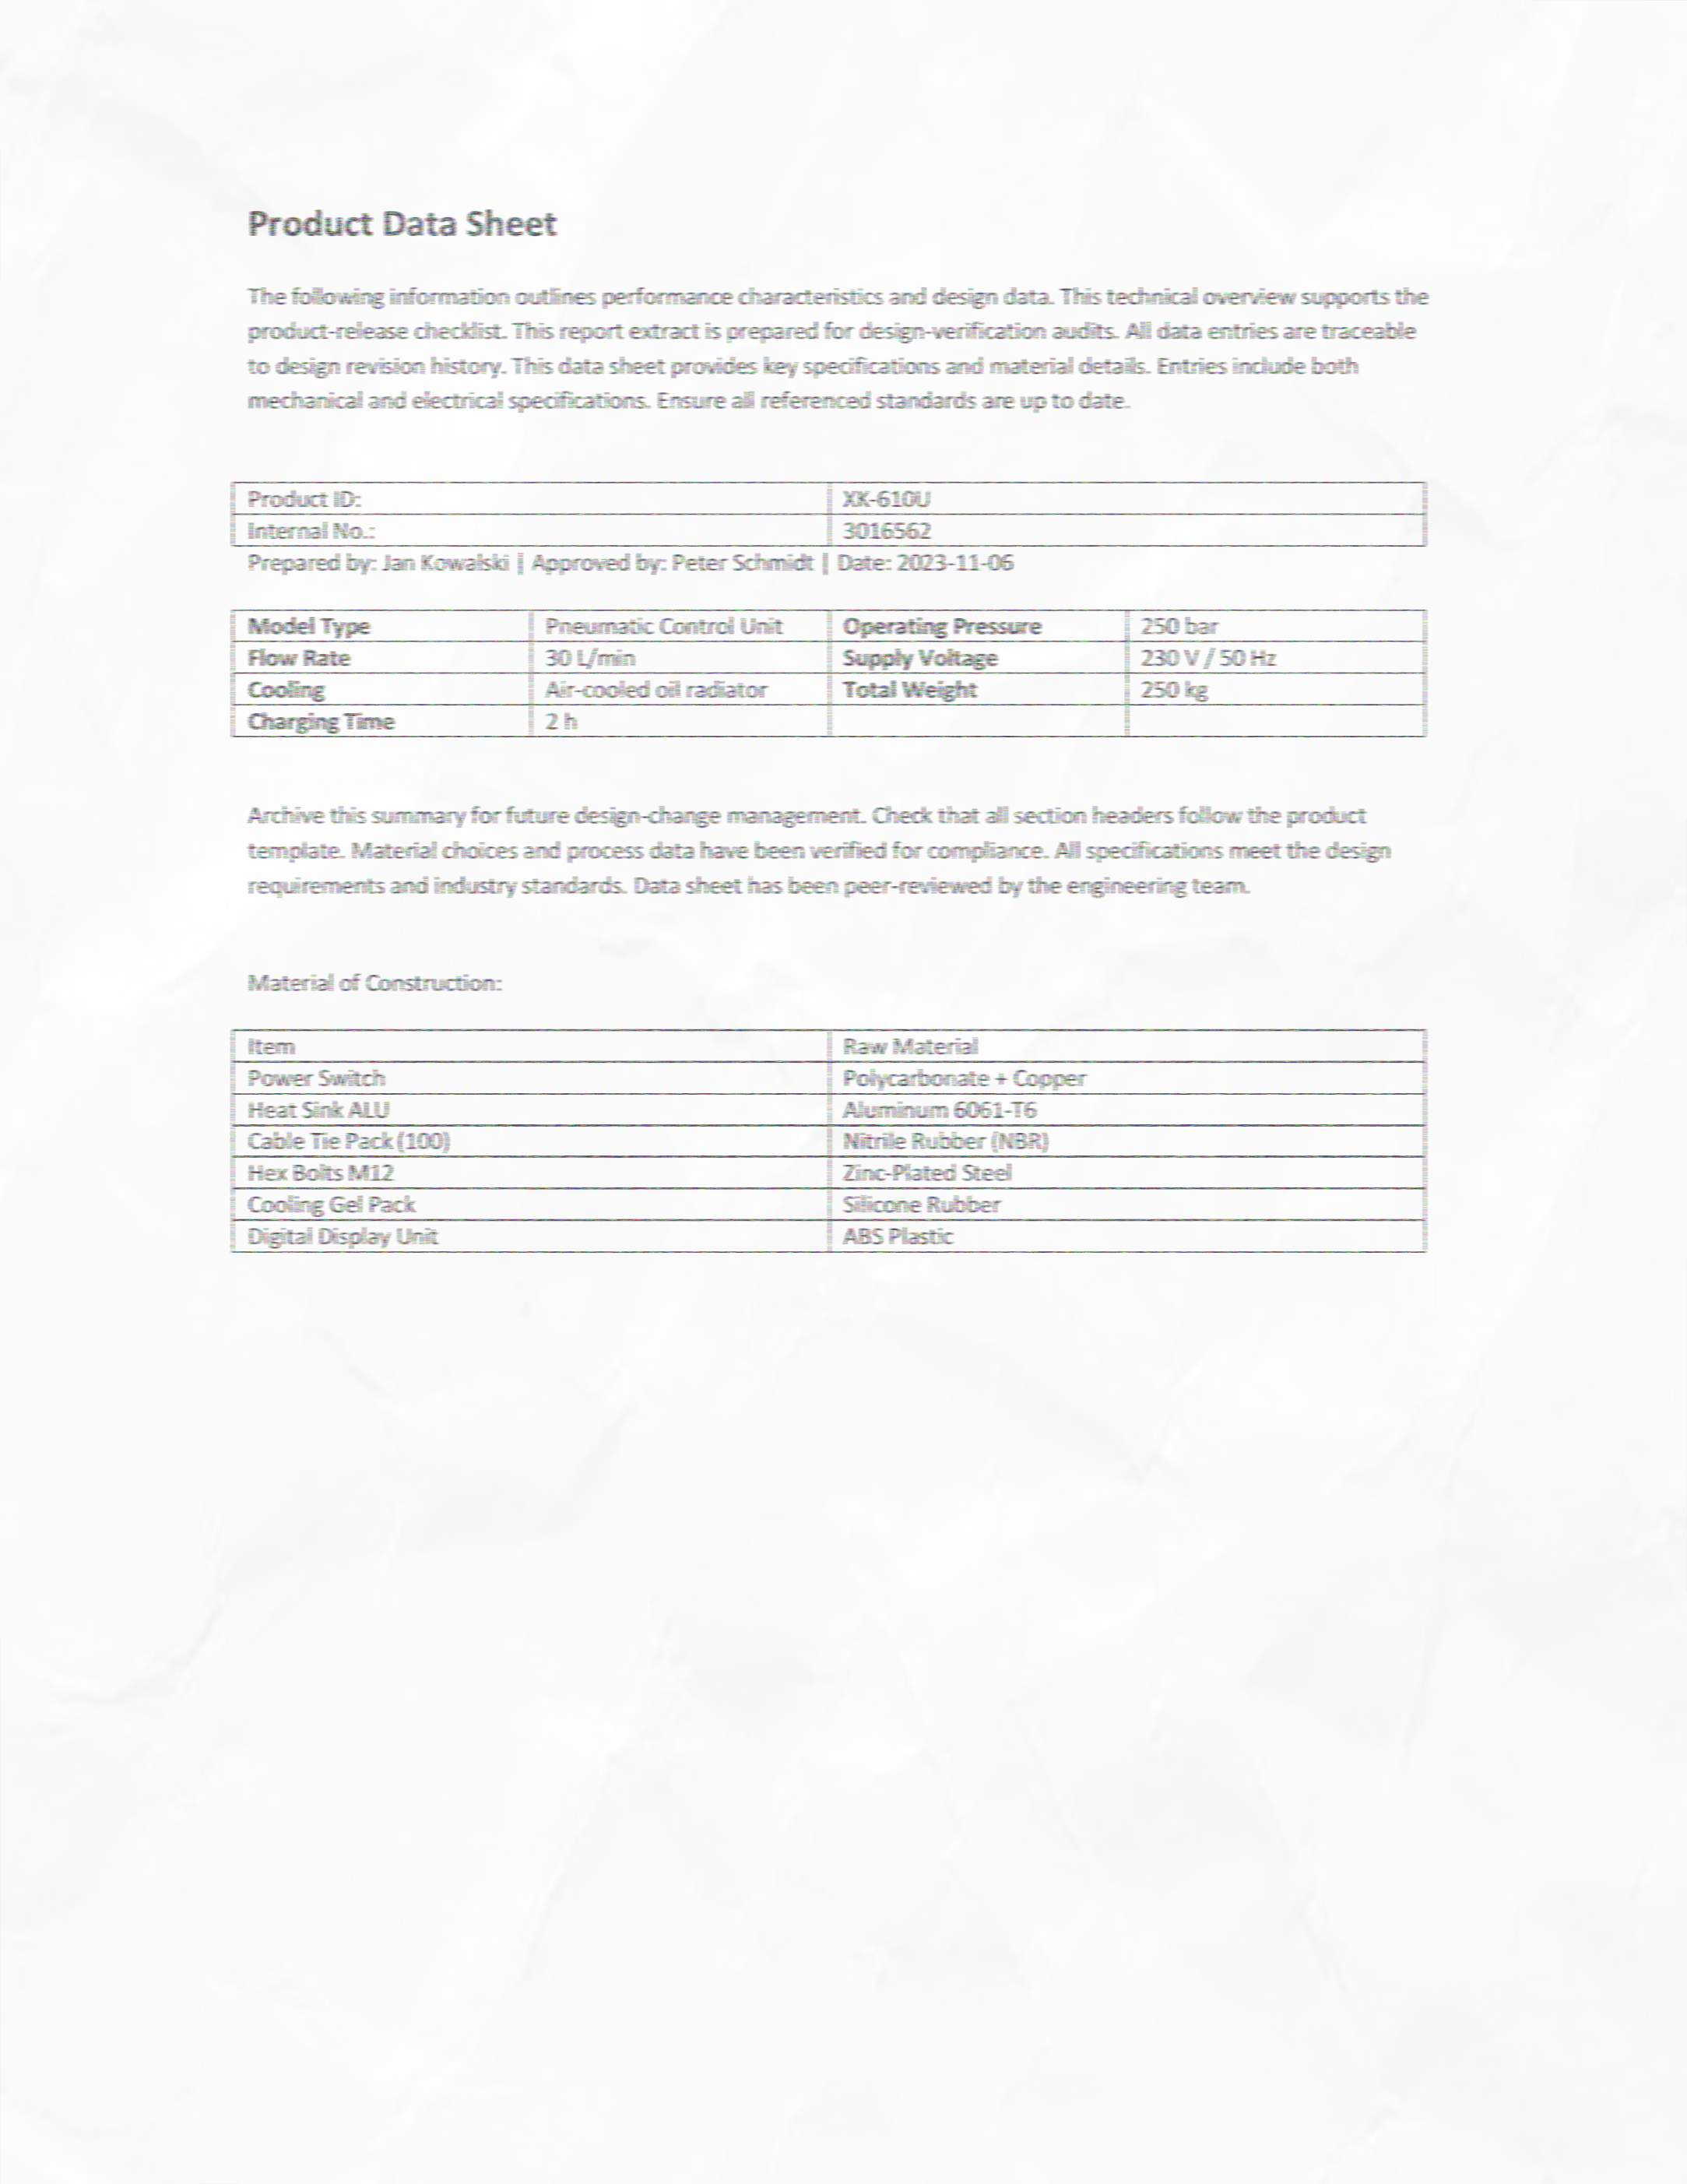 Product Data Sheet
The following information outlines performance characteristics and design data. This technical overview supports the
product-release checklist. This report extract is prepared for design-verification audits. All data entries are traceable
to design revision history. This data sheet provides key specifications and material details. Entries include both
mechanical and electrical specifications. Ensure all referenced standards are up to date.
Product ID: XK-610U
Internal No.: 3016562
Prepared by: Jan Kowalski | Approved by: Peter Schmidt | Date: 2023-11-06
Model Type Pneumatic Control Unit Operating Pressure 250 bar
Flow Rate 30 L/min Supply Voltage 230 V / 50 Hz
Cooling Air-cooled oil radiator Total Weight 250 kg
Charging Time 2 h
Archive this summary for future design-change management. Check that all section headers follow the product
template. Material choices and process data have been verified for compliance. All specifications meet the design
requirements and industry standards. Data sheet has been peer-reviewed by the engineering team.
Material of Construction:
Item Raw Material
Power Switch Polycarbonate + Copper
Heat Sink ALU Aluminum 6061-T6
Cable Tie Pack (100) Nitrile Rubber (NBR)
Hex Bolts M12 Zinc-Plated Steel
Cooling Gel Pack Silicone Rubber
Digital Display Unit ABS Plastic